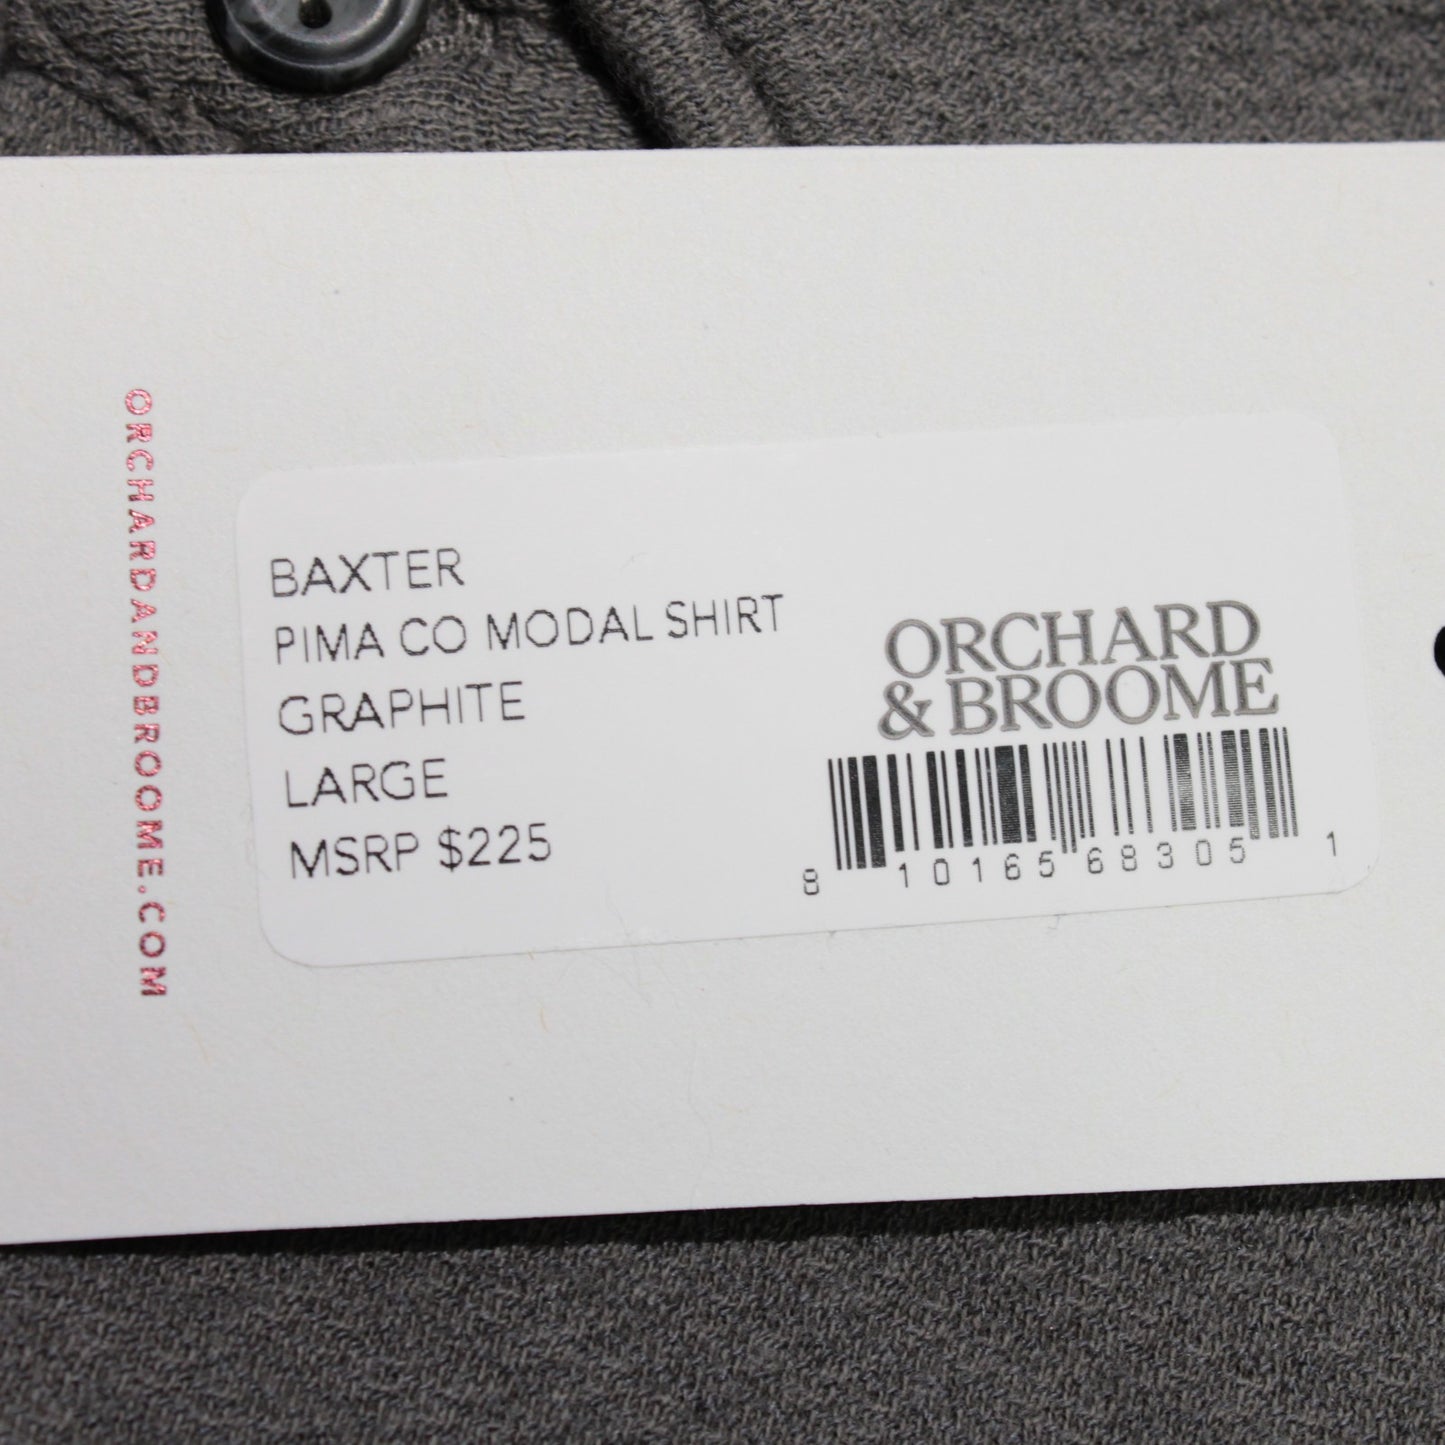 ORCHARDANDBROOME.COM
BAXTER
PIMA CO MODAL SHIRT
GRAPHITE
LARGE
MSRP $225
ORCHARD
& BROOME
8 10165 68305 1